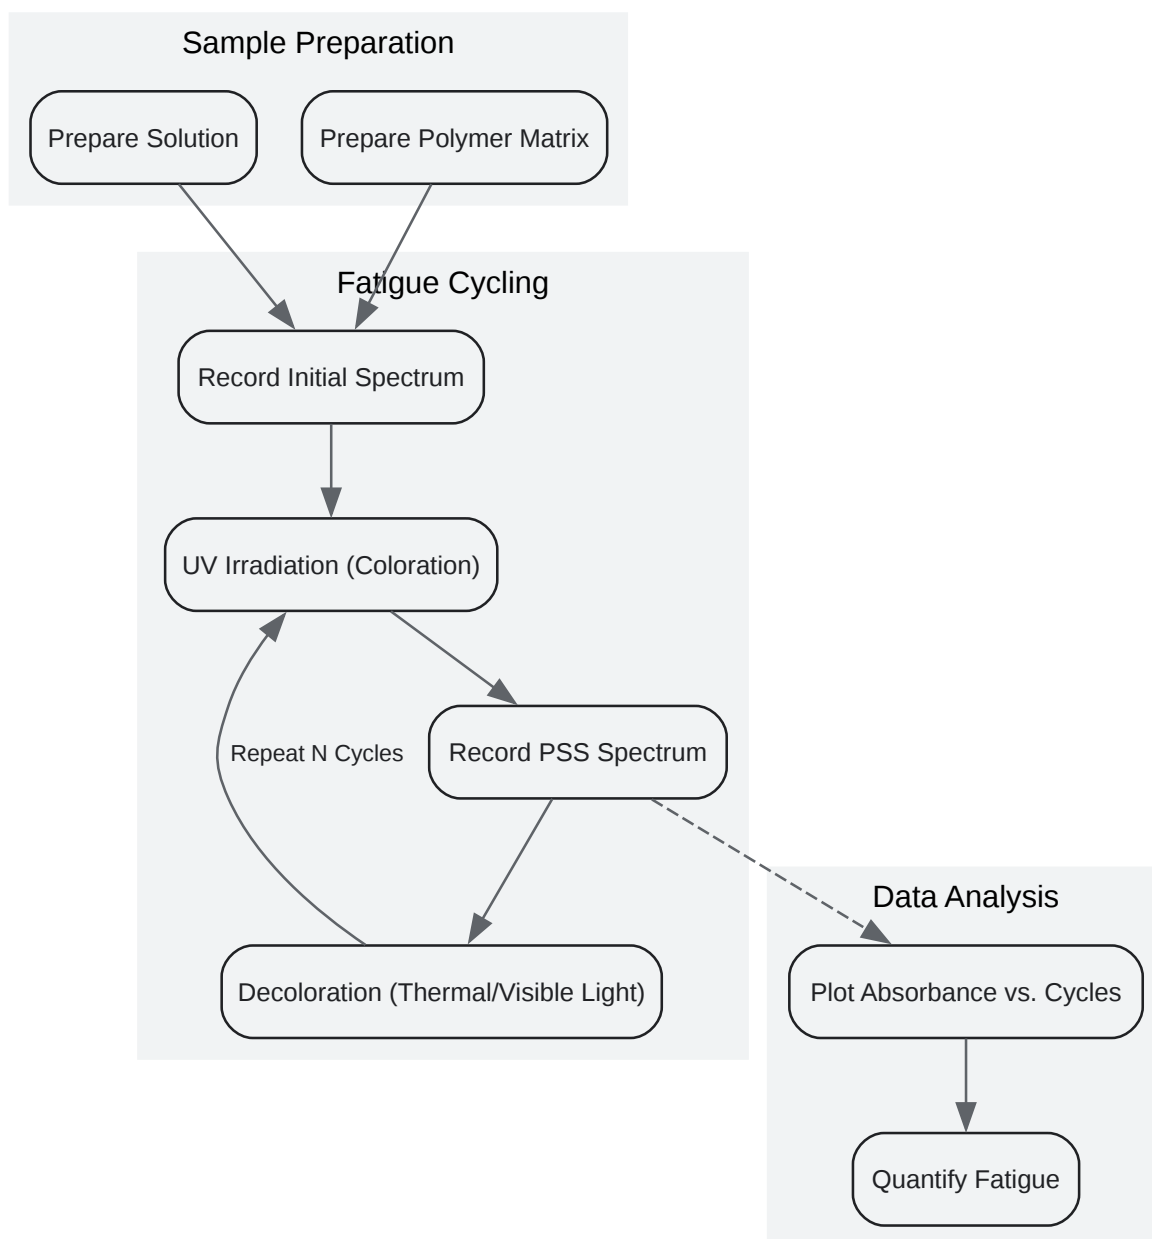 Sample Preparation
Prepare Solution
Prepare Polymer Matrix
Fatigue Cycling
Record Initial Spectrum
UV Irradiation (Coloration)
Repeat N Cycles
Record PSS Spectrum
Decoloration (Thermal/Visible Light)
Data Analysis
Plot Absorbance vs. Cycles
Quantify Fatigue